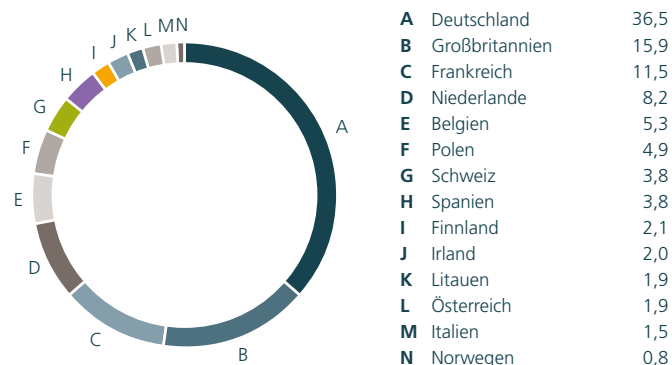 A Deutschland 36,5
B Großbritannien 15,9
C Frankreich 11,5
D Niederlande 8,2
E Belgien 5,3
F Polen 4,9
G Schweiz 3,8
H Spanien 3,8
I Finnland 2,1
J Irland 2,0
K Litauen 1,9
L Österreich 1,9
M Italien 1,5
N Norwegen 0,8
A
B
C
D
E
F
G
H
I
J
K
L
M
N